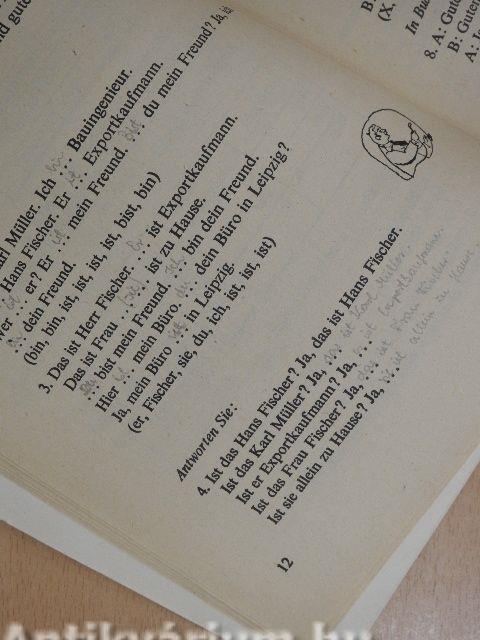 und gute
arl Müller. Ich bin Bauingenieur.
Hans Fischer. Er ist Exportkaufmann.
er? Er ist mein Freund. Bist du mein Freund? Ja, ich
dein Freund.
(bin, bin, ist, ist, ist, ist, bist, bin)
3. Das ist Herr Fischer. Er ist Exportkaufmann.
Das ist Frau ... ist zu Hause.
Du bist mein Freund. Ich bin dein Freund.
Hier ist mein Büro. dein Büro in Leipzig?
Ja, mein Büro ist in Leipzig.
(er, Fischer, sie, du, ich, ist, ist, ist)
Antworten Sie:
4. Ist das Hans Fischer? Ja, das ist Hans Fischer.
Ist das Karl Müller? Ja, das ist Karl Müller.
Ist er Exportkaufmann? Ja, ... er ist Exportkaufmann.
Ist das Frau Fischer? Ja, das ist Frau Fischer
Ist sie allein zu Hause? Ja, ... sie ist allein zu Hause
12
B:
(X.
In Bu
8. A: Gute
B: Guten
A: I
Antikvárium.hu